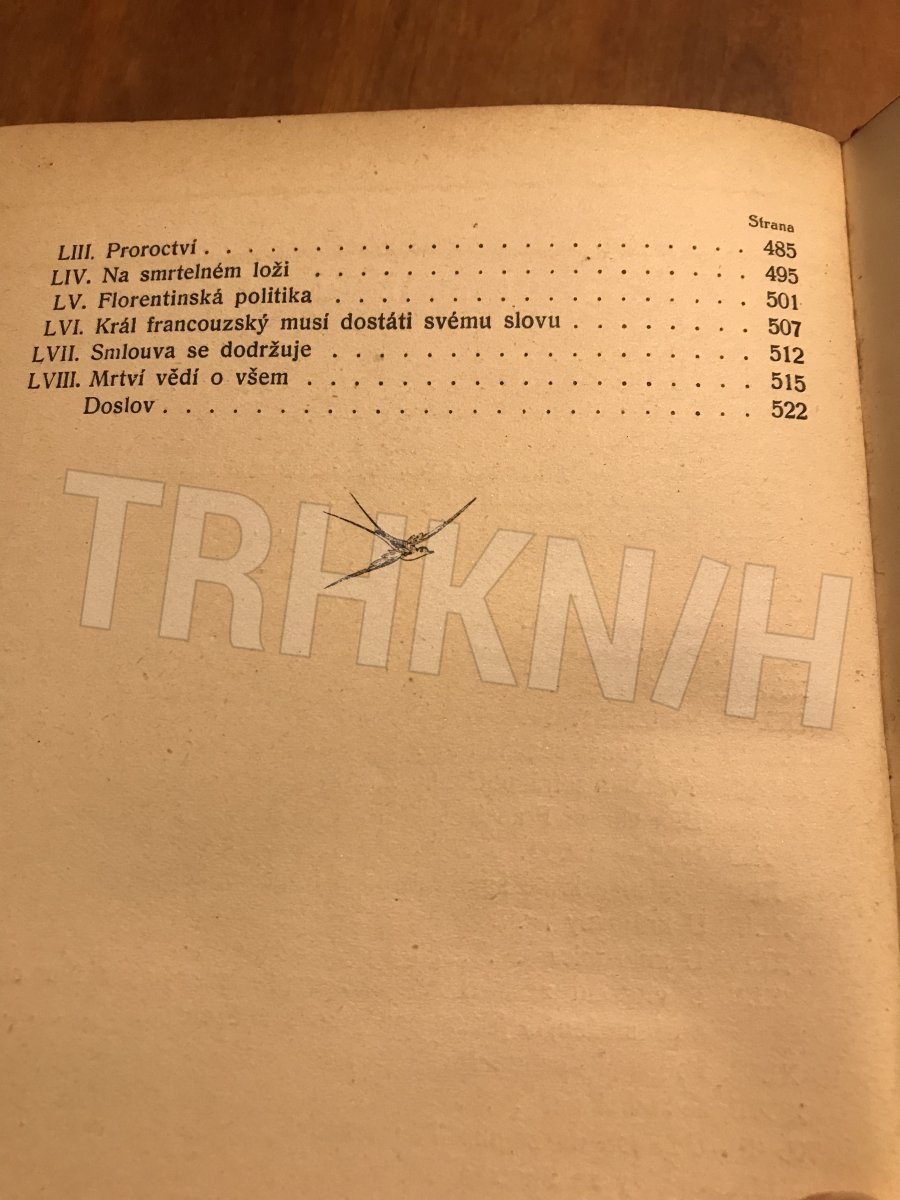 Strana
LIII. Proroctví . . . . . . . . . . . . . . . . . . . . . . . 485
LIV. Na smrtelném loži . . . . . . . . . . . . . . . . . . 495
LV. Florentinská politika . . . . . . . . . . . . . . . . . . 501
LVI. Král francouzský musí dostáti svému slovu . . . . . . . . 507
LVII. Smlouva se dodržuje . . . . . . . . . . . . . . . . . . 512
LVIII. Mrtví vědí o všem . . . . . . . . . . . . . . . . . . . 515
Doslov . . . . . . . . . . . . . . . . . . . . . . . . . 522
TRHKN/H